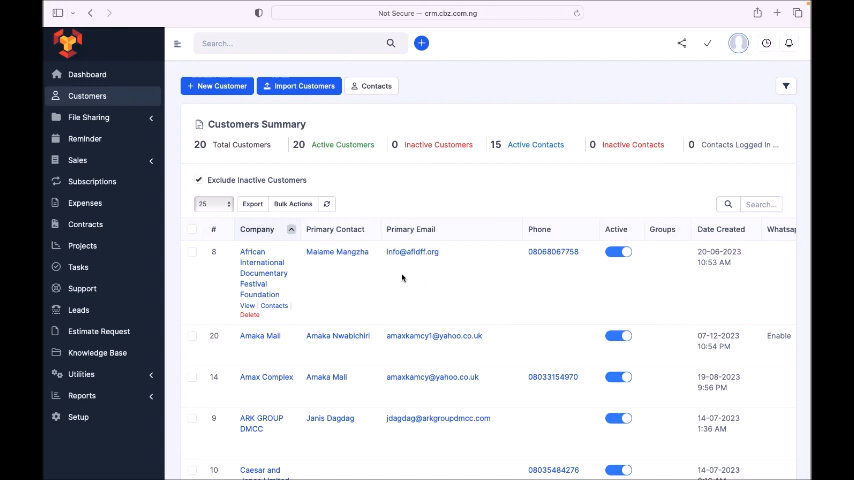 Not Secure — crm.cbz.com.ng
Search...
Dashboard
Customers
File Sharing
Reminder
Sales
Subscriptions
Expenses
Contracts
Projects
Tasks
Support
Leads
Estimate Request
Knowledge Base
Utilities
Reports
Setup
New Customer
Import Customers
Contacts
Customers Summary
20 Total Customers
20 Active Customers
0 Inactive Customers
15 Active Contacts
0 Inactive Contacts
0 Contacts Logged In ...
Exclude Inactive Customers
25
Export
Bulk Actions
Search...
# Company Primary Contact Primary Email Phone Active Groups Date Created Whatsap
8 African Maiame Mangzha info@afidff.org 08068067758 20-06-2023
International 10:53 AM
Documentary
Festival
Foundation
View | Contacts |
Delete
20 Amaka Mall Amaka Nwabichiri amaxkamcy1@yahoo.co.uk 07-12-2023 Enable
10:54 PM
14 Amax Complex Amaka Mall amaxkamcy@yahoo.co.uk 08033154970 19-08-2023
9:56 PM
9 ARK GROUP Janis Dagdag jdagdag@arkgroupdmcc.com 14-07-2023
DMCC 1:36 AM
10 Caesar and 08035484276 14-07-2023